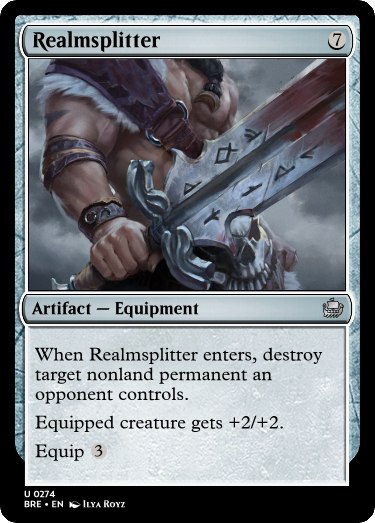 Realmsplitter 7
Artifact — Equipment
When Realmsplitter enters, destroy
target nonland permanent an
opponent controls.
Equipped creature gets +2/+2.
Equip 3
U 0274
BRE • EN Ilya Royz